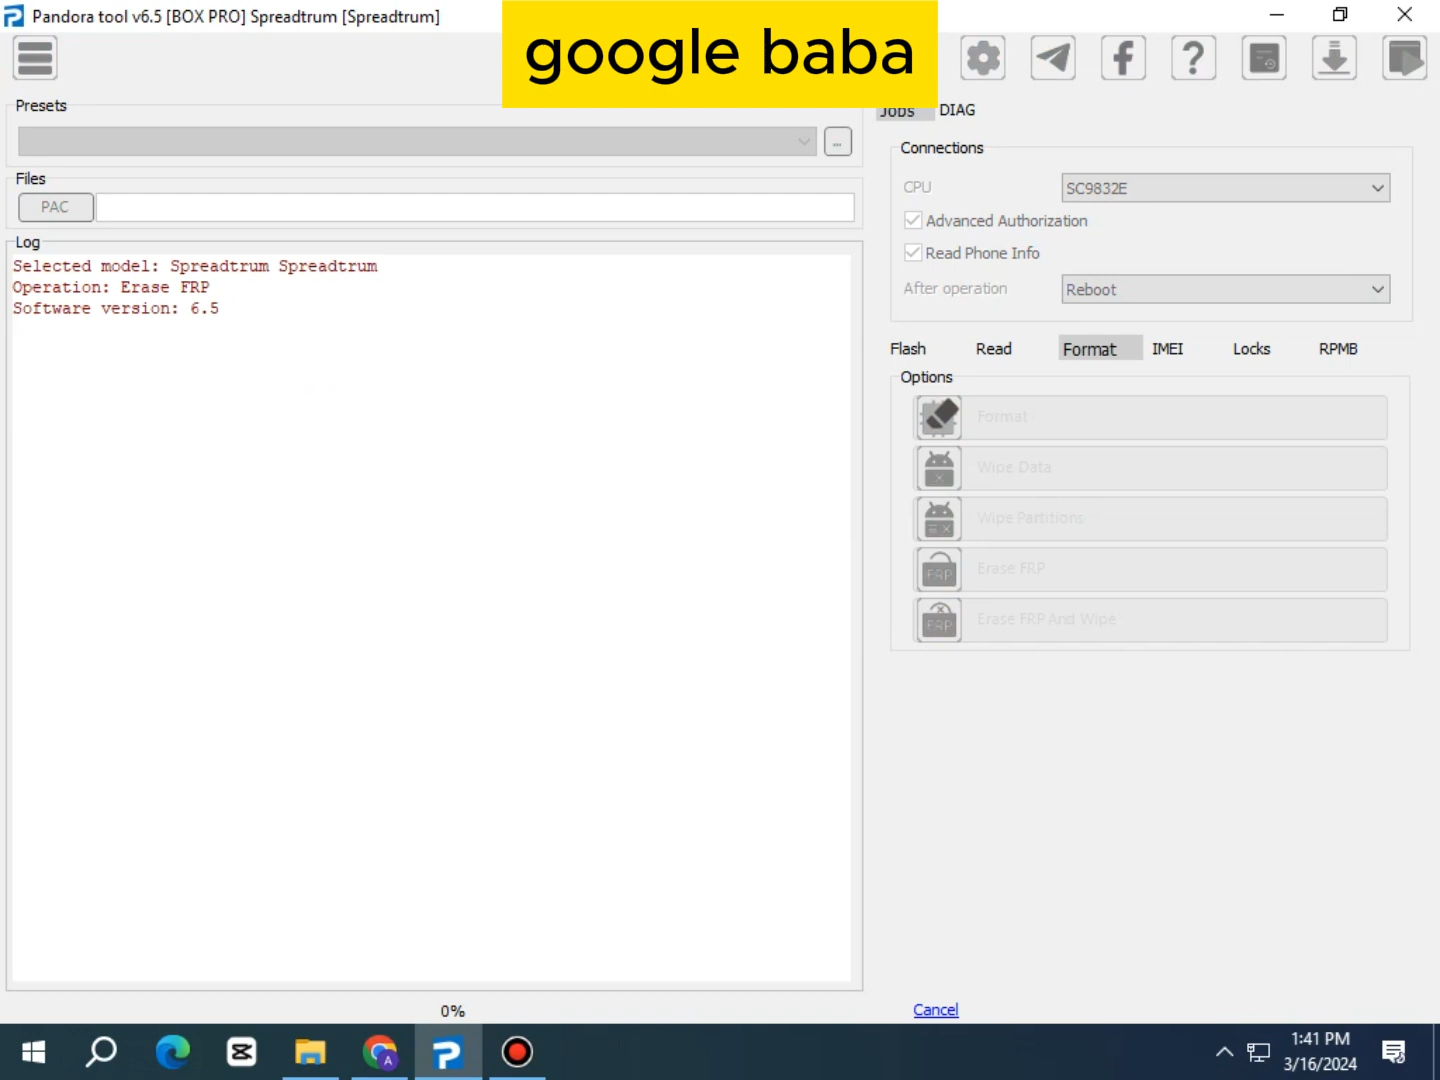 Pandora tool v6.5 [BOX PRO] Spreadtrum [Spreadtrum]
google baba
Presets
...
Files
PAC
Log
Selected model: Spreadtrum Spreadtrum
Operation: Erase FRP
Software version: 6.5
0%
Jobs DIAG
Connections
CPU SC9832E
Advanced Authorization
Read Phone Info
After operation Reboot
Flash Read Format IMEI Locks RPMB
Options
Format
Wipe Data
Wipe Partitions
FRP Erase FRP
FRP Erase FRP And Wipe
Cancel
A
1:41 PM
3/16/2024